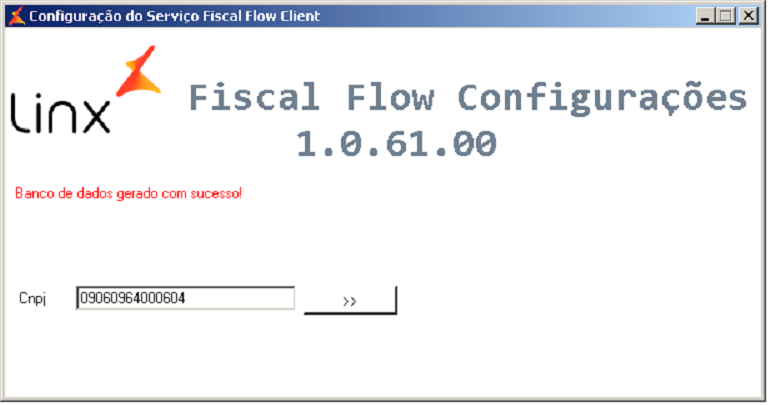 Configuração do Serviço Fiscal Flow Client
Linx
Fiscal Flow Configurações
1.0.61.00
Banco de dados gerado com sucesso!
Cnpj 09060964000604 >>